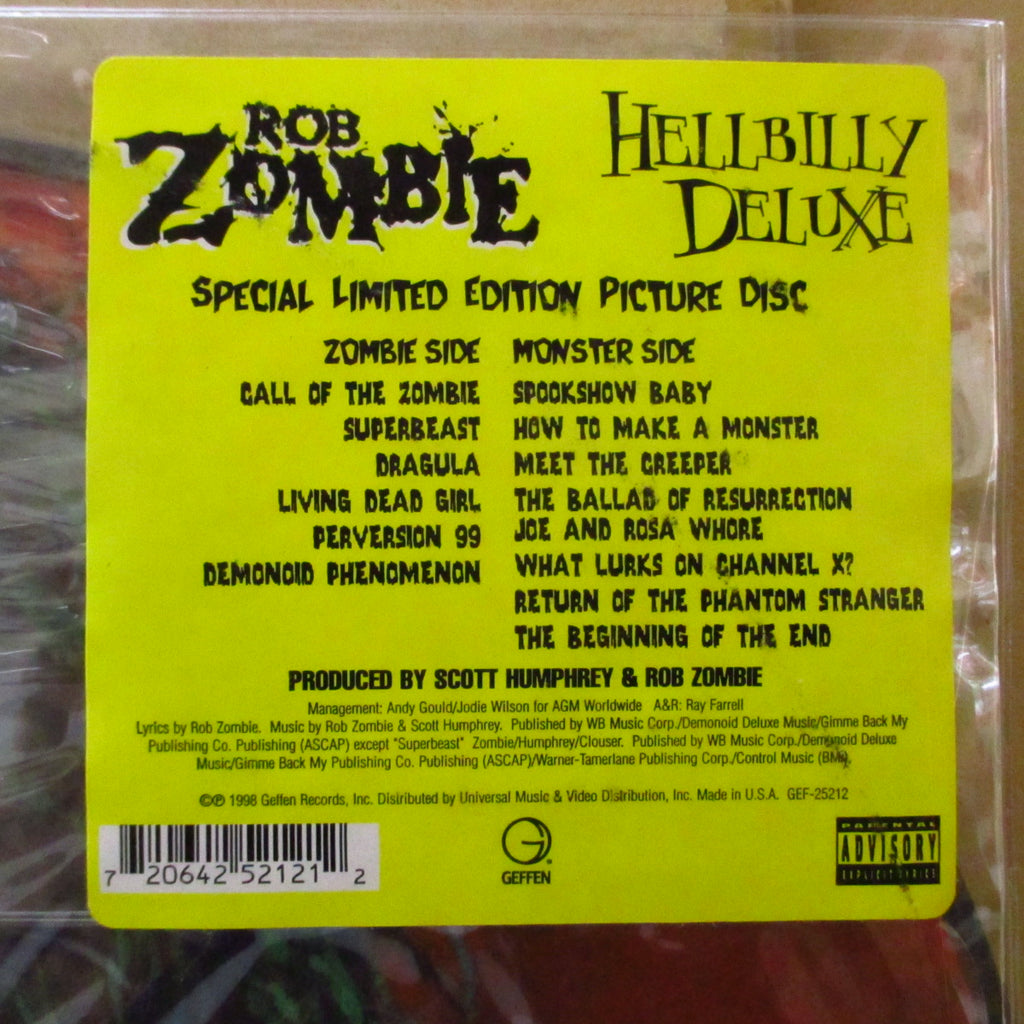 ROB
ZOMBIE
HELLBILLY
DELUXE
SPECIAL LIMITED EDITION PICTURE DISC
ZOMBIE SIDE
CALL OF THE ZOMBIE
SUPERBEAST
DRAGULA
LIVING DEAD GIRL
PERVERSION 99
DEMONOID PHENOMENON
MONSTER SIDE
SPOOKSHOW BABY
HOW TO MAKE A MONSTER
MEET THE CREEPER
THE BALLAD OF RESURRECTION
JOE AND ROSA WHORE
WHAT LURKS ON CHANNEL X?
RETURN OF THE PHANTOM STRANGER
THE BEGINNING OF THE END
PRODUCED BY SCOTT HUMPHREY & ROB ZOMBIE
Management: Andy Gould/Jodie Wilson for AGM Worldwide A&R: Ray Farrell
Lyrics by Rob Zombie. Music by Rob Zombie & Scott Humphrey. Published by WB Music Corp./Demonoid Deluxe Music/Gimme Back My
Publishing Co. Publishing (ASCAP) except "Superbeast" Zombie/Humphrey/Clouser. Published by WB Music Corp./Demonoid Deluxe
Music/Gimme Back My Publishing Co. Publishing (ASCAP)/Warner-Tamerlane Publishing Corp./Control Music (BMI).
©℗ 1998 Geffen Records, Inc. Disiributed by Universal Music & Video Distribution, Inc. Made in U.S.A. GEF-25212
7 20642 52121 2
GEFFEN
PARENTAL
ADVISORY
EXPLICIT LYRICS